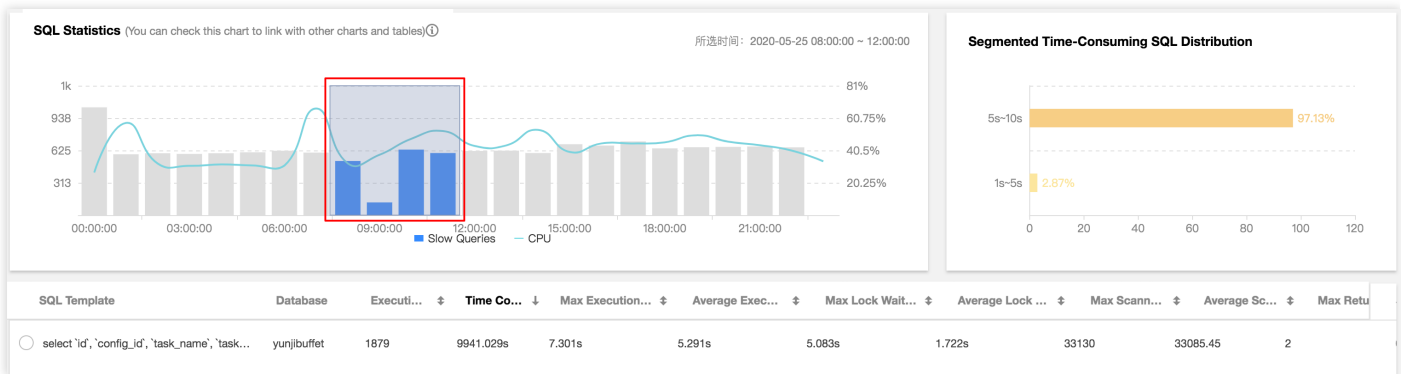 SQL Statistics (You can check this chart to link with other charts and tables)
所选时间：2020-05-25 08:00:00 ~ 12:00:00
1k 81%
938 60.75%
625 40.5%
313 20.25%
00:00:00 03:00:00 06:00:00 09:00:00 12:00:00 15:00:00 18:00:00 21:00:00
Slow Queries CPU
Segmented Time-Consuming SQL Distribution
5s~10s 97.13%
1s~5s 2.87%
0 20 40 60 80 100 120
SQL Template Database Executi... Time Co... Max Execution... Average Exec... Max Lock Wait... Average Lock ... Max Scann... Average Sc... Max Retu
select `id`, `config_id`, `task_name`, `task... yunjibuffet 1879 9941.029s 7.301s 5.291s 5.083s 1.722s 33130 33085.45 2